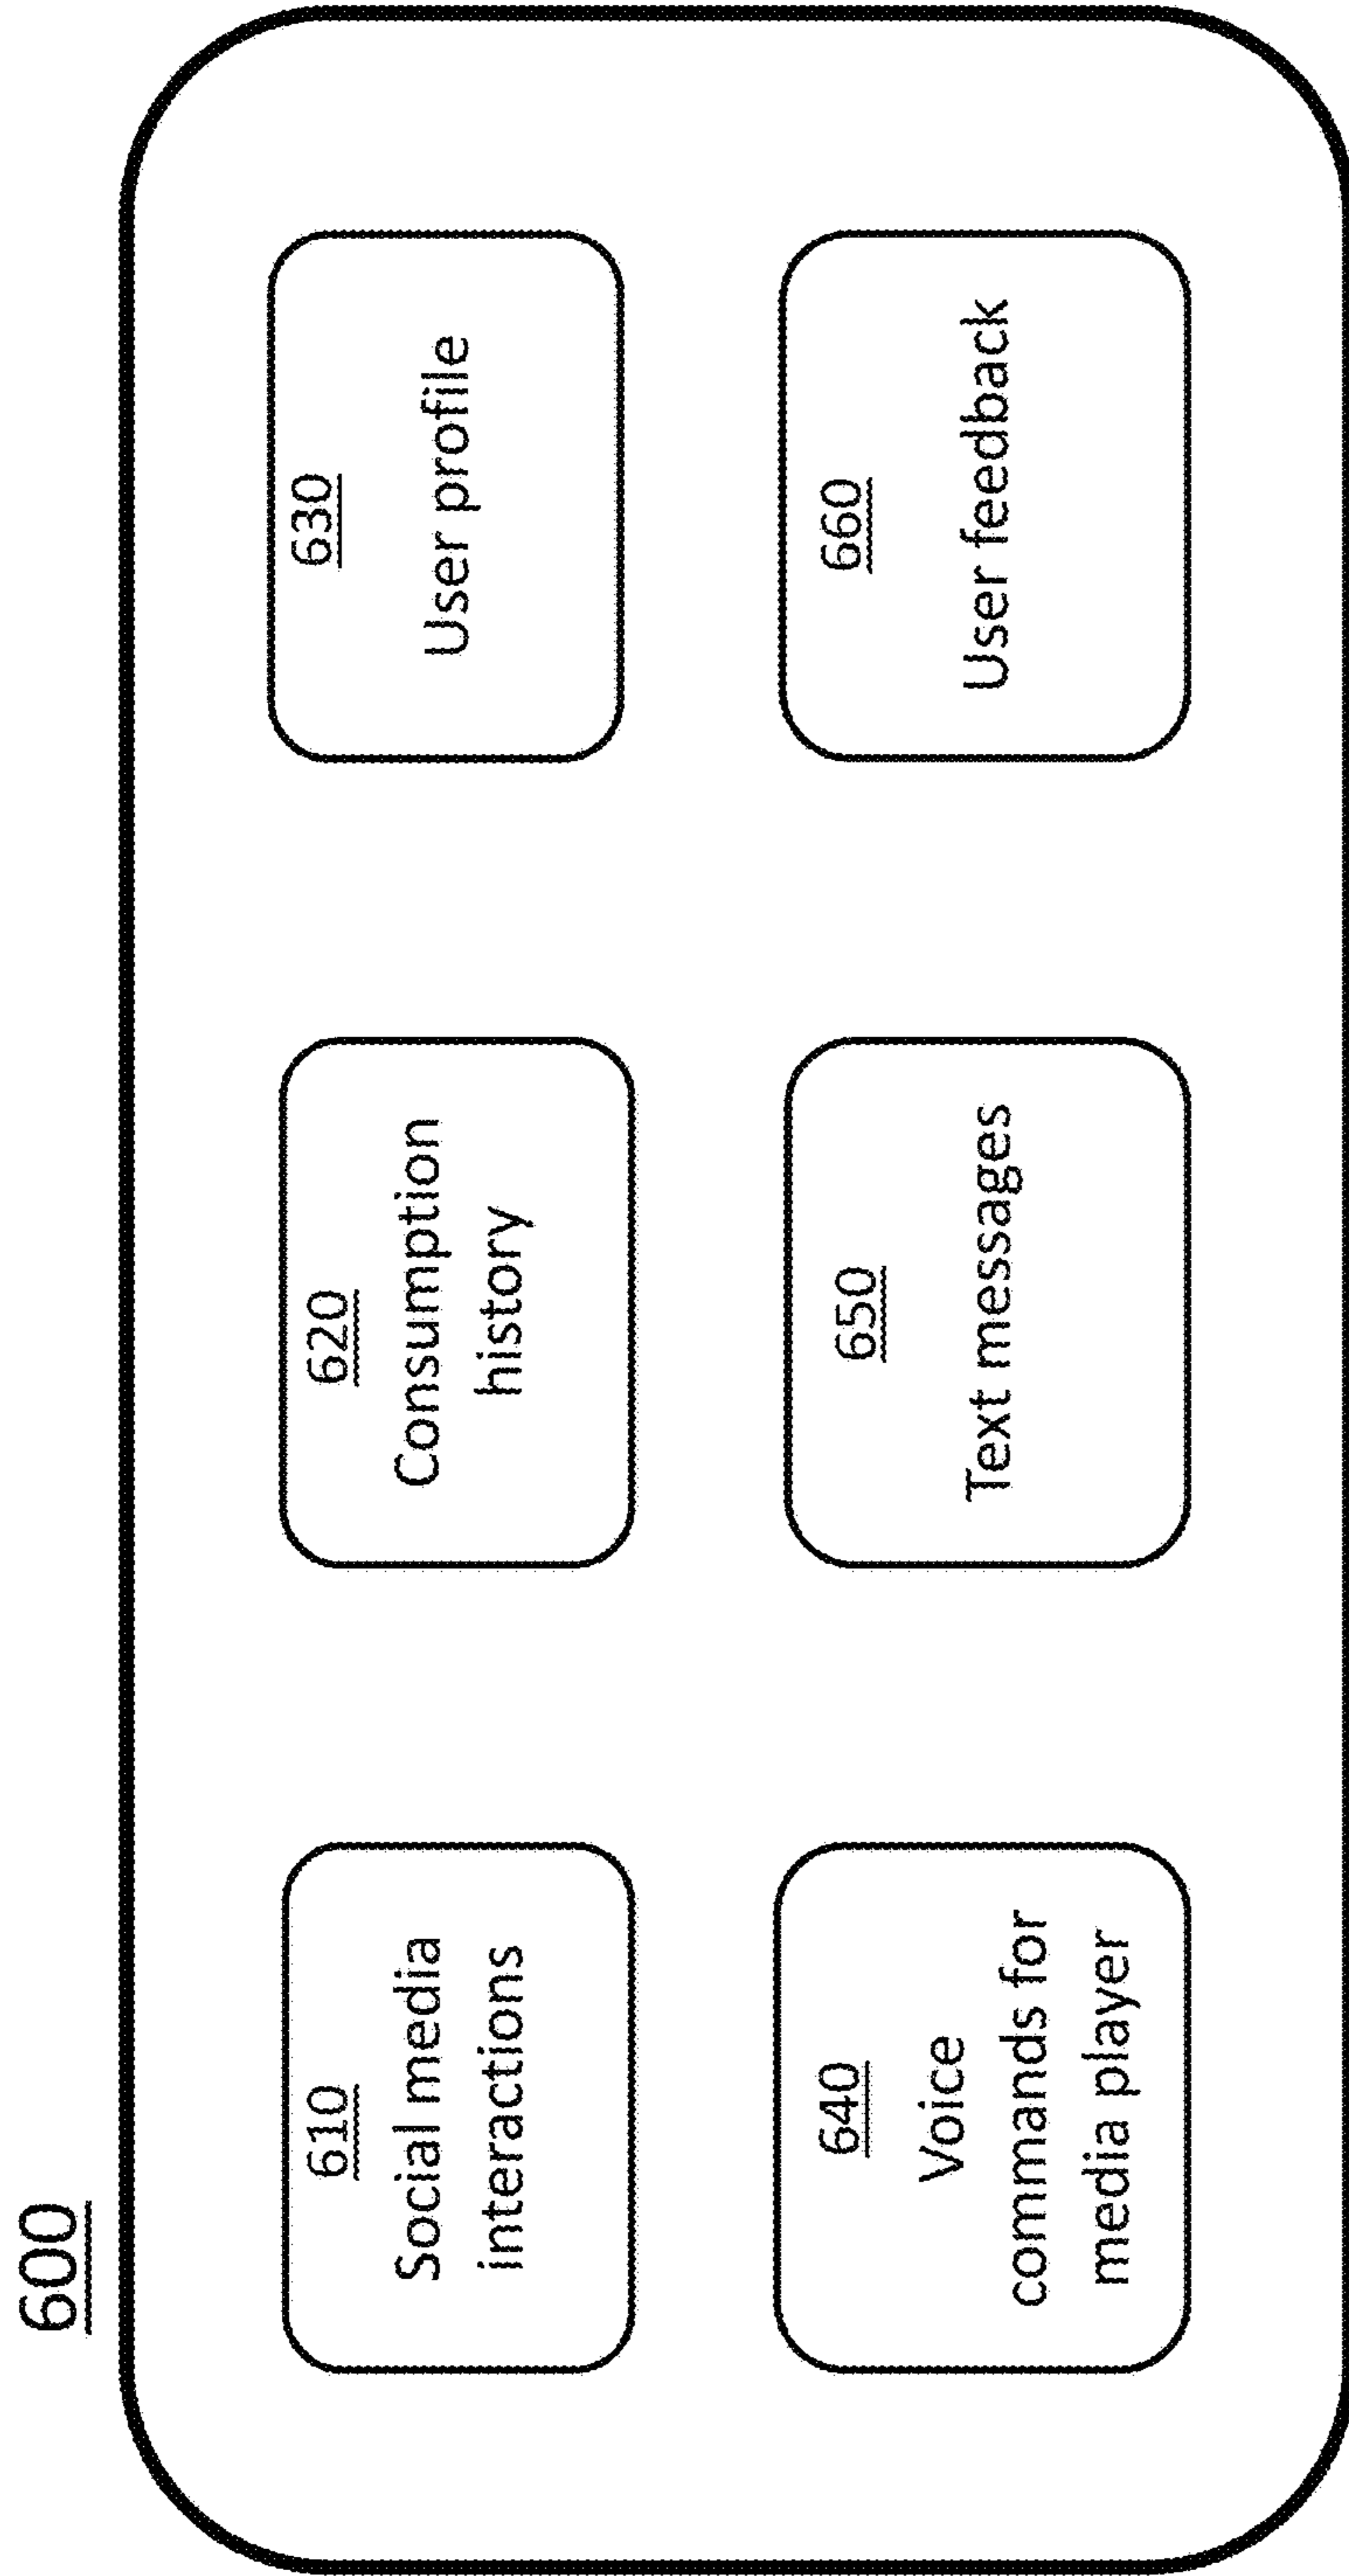 600
610
Social media
interactions
620
Consumption
history
630
User profile
640
Voice
commands for
media player
650
Text messages
660
User feedback